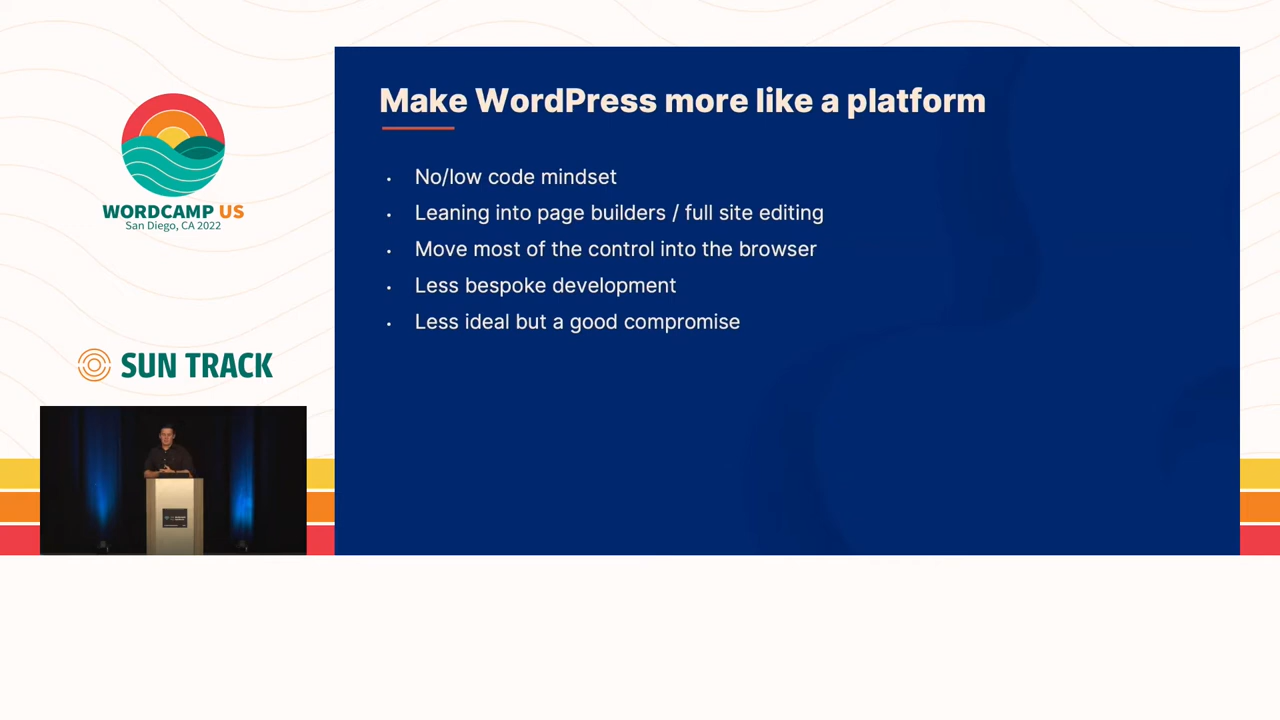 WORDCAMP US
San Diego, CA 2022
SUN TRACK
Make WordPress more like a platform
No/low code mindset
Leaning into page builders / full site editing
Move most of the control into the browser
Less bespoke development
Less ideal but a good compromise